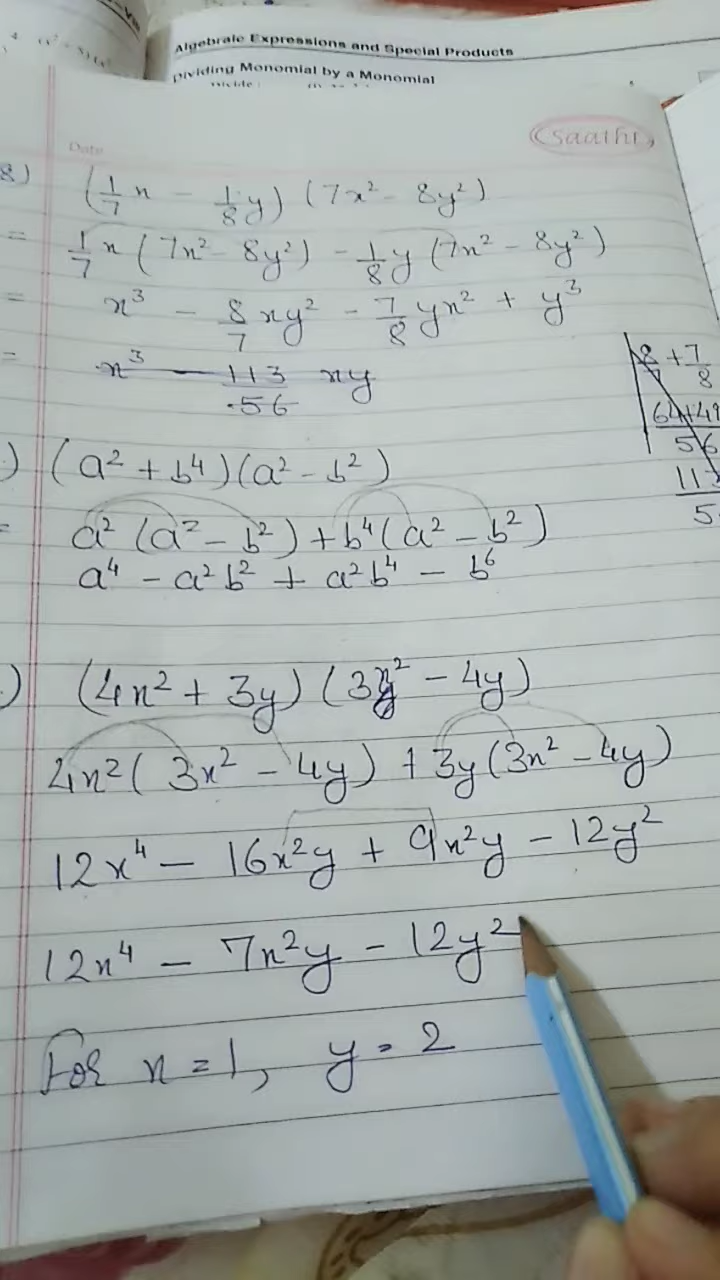 Algebraic Expressions and Special Products
Dividing Monomial by a Monomial
Date
Saathi
8) (1/7 x - 1/8 y) (7x² - 8y²)
= 1/7 x (7x² - 8y²) - 1/8 y (7x² - 8y²)
= x³ - 8/7 xy² - 7/8 yx² + y³
= x³ - 113/56 xy
8/7 + 7/8
64+49
56
113
) (a² + b⁴)(a² - b²)
= a² (a² - b²) + b⁴(a² - b²)
a⁴ - a²b² + a²b⁴ - b⁶
) (4x² + 3y) (3x² - 4y)
4x² (3x² - 4y) + 3y (3x² - 4y)
12x⁴ - 16x²y + 9x²y - 12y²
12x⁴ - 7x²y - 12y²
For x = 1, y = 2